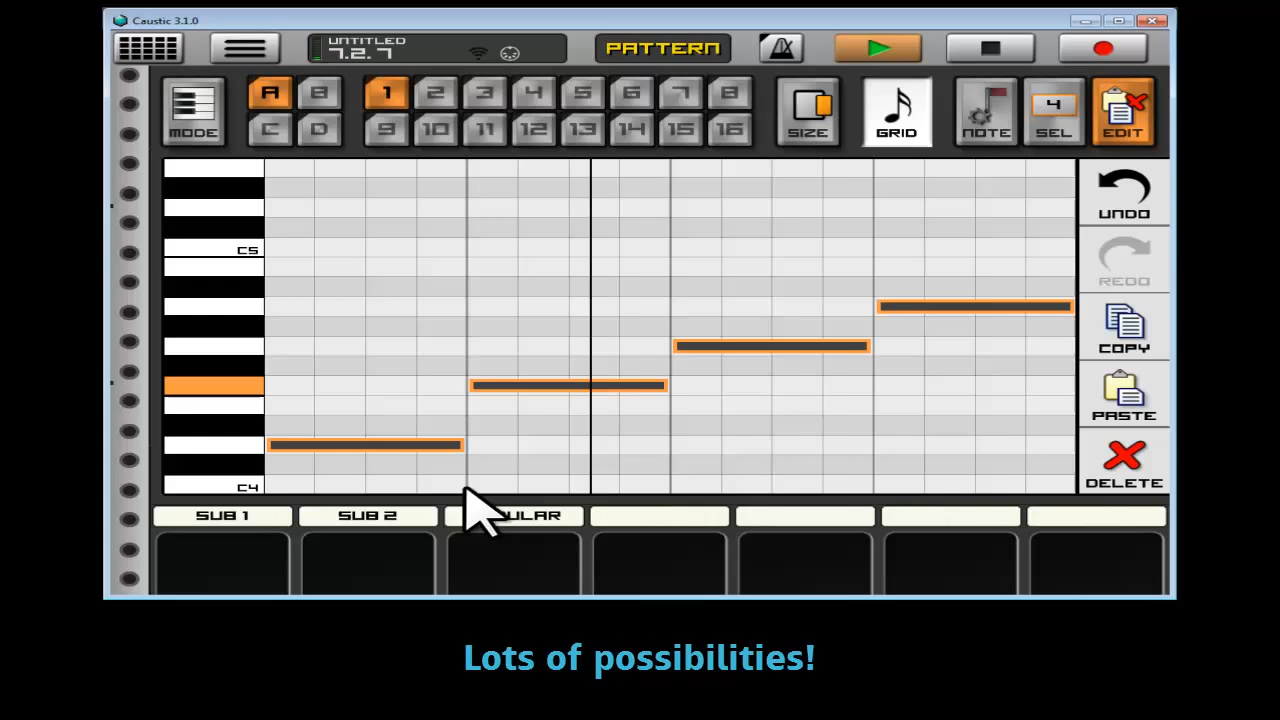 Caustic 3.1.0
UNTITLED
7.2.7
PATTERN
MODE
A B
C D
1 2 3 4 5 6 7 8
9 10 11 12 13 14 15 16
SIZE
GRID
NOTE
4
SEL
EDIT
C5
C4
UNDO
REDO
COPY
PASTE
DELETE
SUB 1
SUB 2
Lots of possibilities!